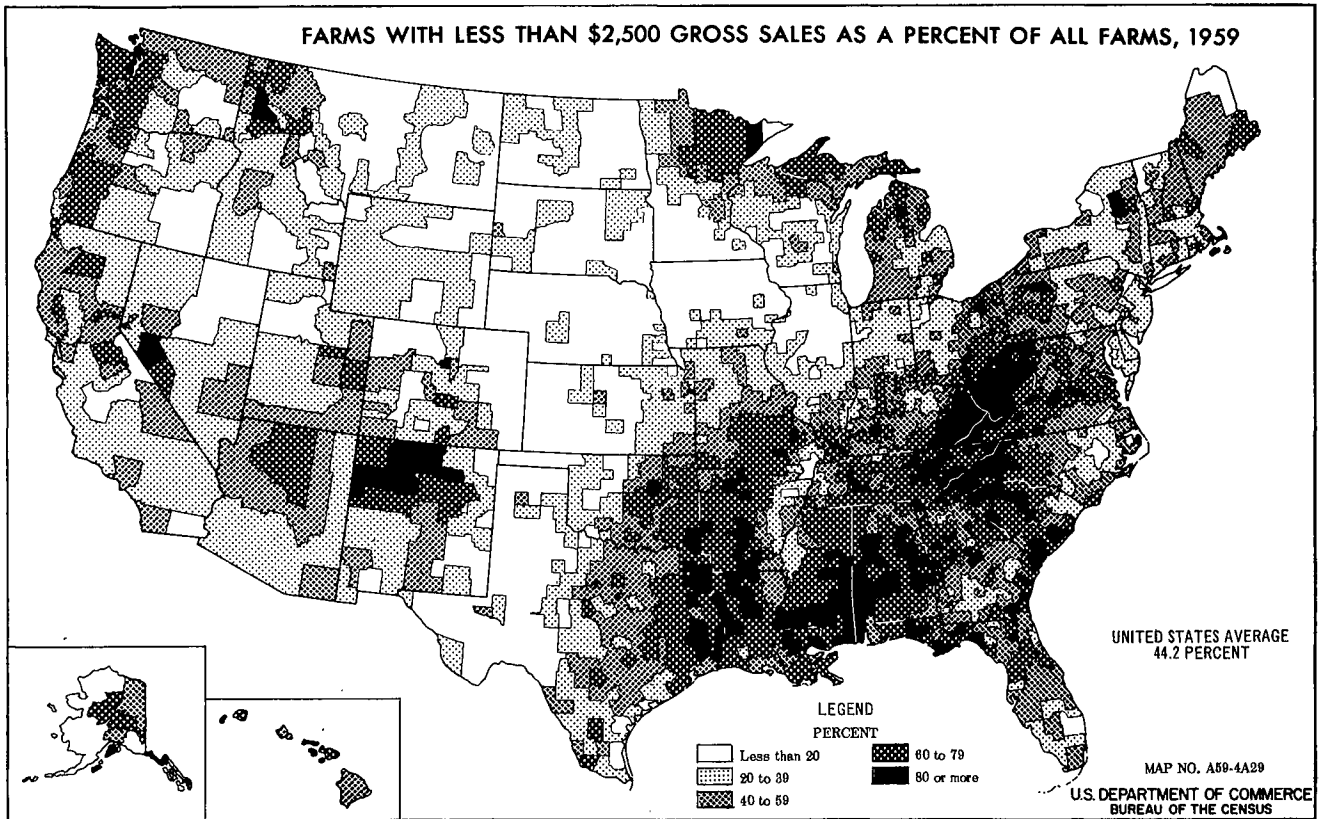 FARMS WITH LESS THAN $2,500 GROSS SALES AS A PERCENT OF ALL FARMS, 1959
UNITED STATES AVERAGE
44.2 PERCENT
LEGEND
PERCENT
Less than 20
20 to 39
40 to 59
60 to 79
80 or more
MAP NO. A59-4A29
U.S. DEPARTMENT OF COMMERCE
BUREAU OF THE CENSUS